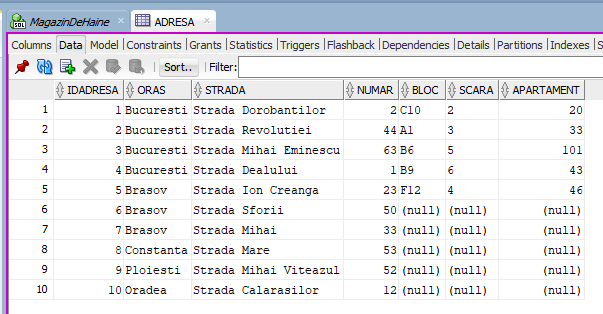 SQL MagazinDeHaine ADRESA
Columns Data Model Constraints Grants Statistics Triggers Flashback Dependencies Details Partitions Indexes S
Sort.. Filter:
IDADRESA ORAS STRADA NUMAR BLOC SCARA APARTAMENT
1 1 Bucuresti Strada Dorobantilor 2 C10 2 20
2 2 Bucuresti Strada Revolutiei 44 A1 3 33
3 3 Bucuresti Strada Mihai Eminescu 63 B6 5 101
4 4 Bucuresti Strada Dealului 1 B9 6 43
5 5 Brasov Strada Ion Creanga 23 F12 4 46
6 6 Brasov Strada Sforii 50 (null) (null) (null)
7 7 Brasov Strada Mihai 33 (null) (null) (null)
8 8 Constanta Strada Mare 53 (null) (null) (null)
9 9 Ploiesti Strada Mihai Viteazul 52 (null) (null) (null)
10 10 Oradea Strada Calarasilor 12 (null) (null) (null)